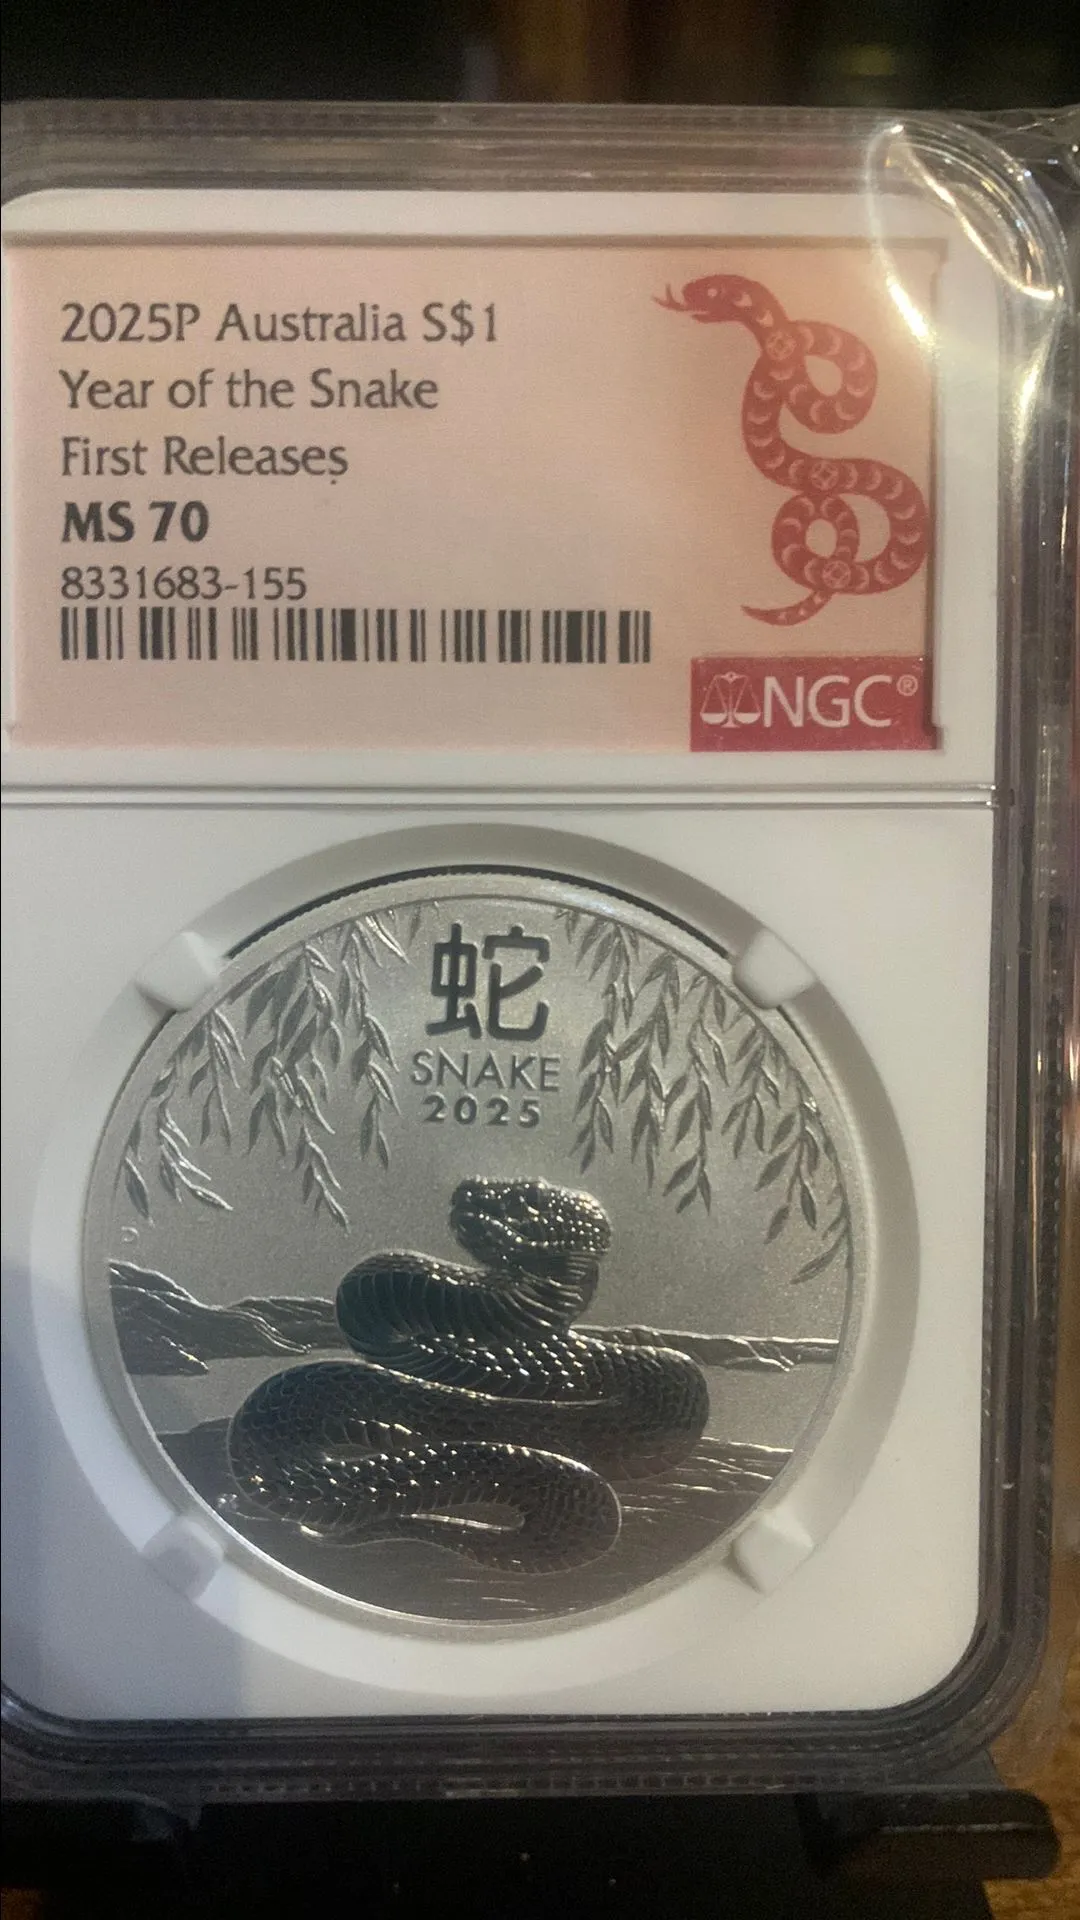 2025P Australia S$1
Year of the Snake
First Releases
MS 70
8331683-155
NGC®
蛇
SNAKE
2025
P